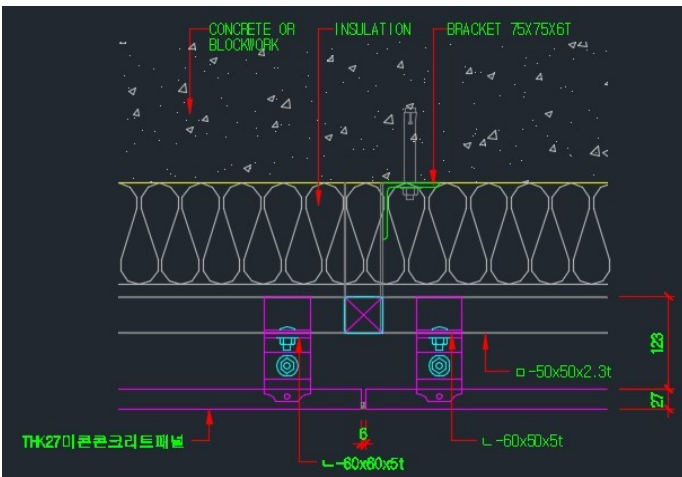 CONCRETE OR
BLOCKWORK
INSULATION
BRACKET 75X75X6T
123
ㅁ-50x50x2.3t
27
THK27미콘콘크리트패널
6
ㄴ-60x50x5t
ㄴ-60x60x5t